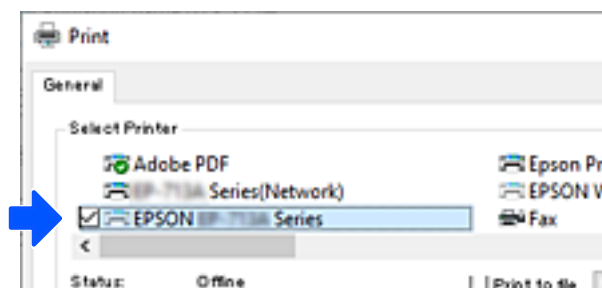 Print
General
Select Printer
Adobe PDF
Epson Pr
Series(Network)
EPSON W
EPSON Series
Fax
Status: Offline
Print to file